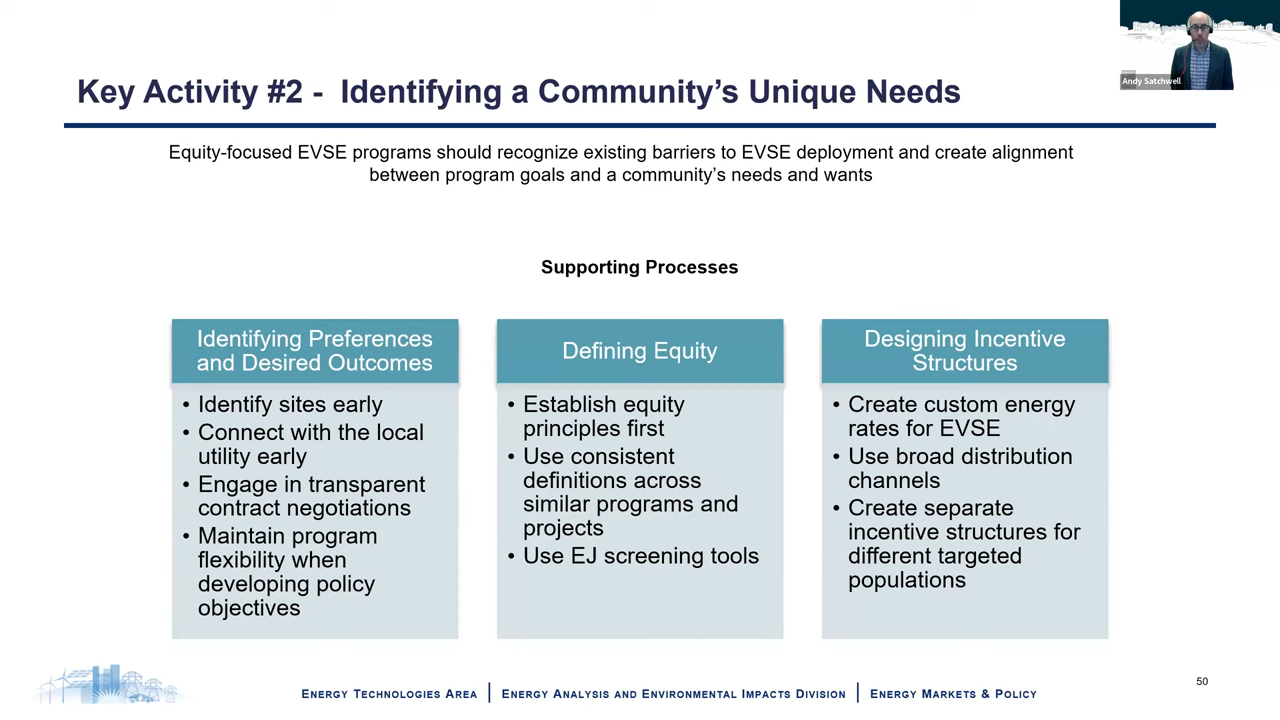 Andy Satchwell
Key Activity #2 - Identifying a Community's Unique Needs
Equity-focused EVSE programs should recognize existing barriers to EVSE deployment and create alignment
between program goals and a community's needs and wants
Supporting Processes
Identifying Preferences
and Desired Outcomes
• Identify sites early
• Connect with the local
utility early
• Engage in transparent
contract negotiations
• Maintain program
flexibility when
developing policy
objectives
Defining Equity
• Establish equity
principles first
• Use consistent
definitions across
similar programs and
projects
• Use EJ screening tools
Designing Incentive
Structures
• Create custom energy
rates for EVSE
• Use broad distribution
channels
• Create separate
incentive structures for
different targeted
populations
ENERGY TECHNOLOGIES AREA | ENERGY ANALYSIS AND ENVIRONMENTAL IMPACTS DIVISION | ENERGY MARKETS & POLICY
50